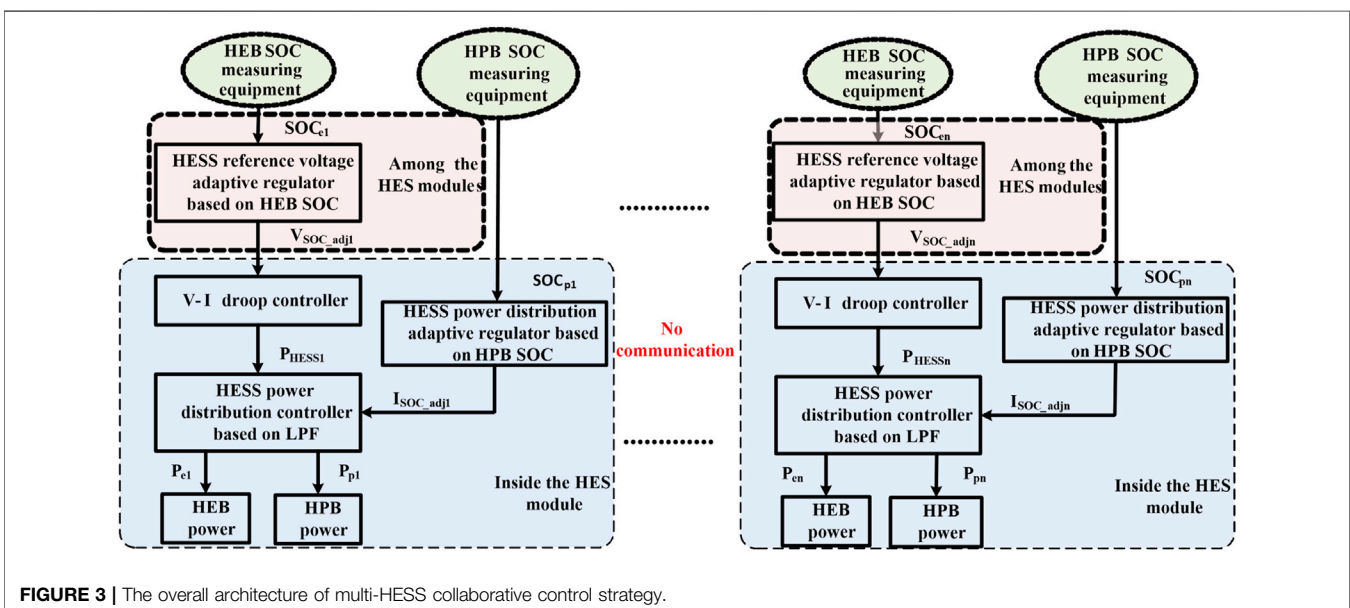 HEB SOC
measuring
equipment
HPB SOC
measuring
equipment
SOCe1
HESS reference voltage
adaptive regulator
based on HEB SOC
Among the
HES modules
VSOC_adj1
V-I droop controller
SOCp1
HESS power distribution
adaptive regulator based
on HPB SOC
PHESS1
HESS power
distribution controller
based on LPF
ISOC_adj1
Pe1
Pp1
HEB
power
HPB
power
Inside the HES
module
....................
No
communication
....................
HEB SOC
measuring
equipment
HPB SOC
measuring
equipment
SOCen
HESS reference voltage
adaptive regulator based
on HEB SOC
Among the
HES modules
VSOC_adjn
V-I droop controller
SOCpn
HESS power distribution
adaptive regulator based
on HPB SOC
PHESSn
HESS power
distribution controller
based on LPF
ISOC_adjn
Pen
Ppn
HEB
power
HPB
power
Inside the HES
module
FIGURE 3 | The overall architecture of multi-HESS collaborative control strategy.